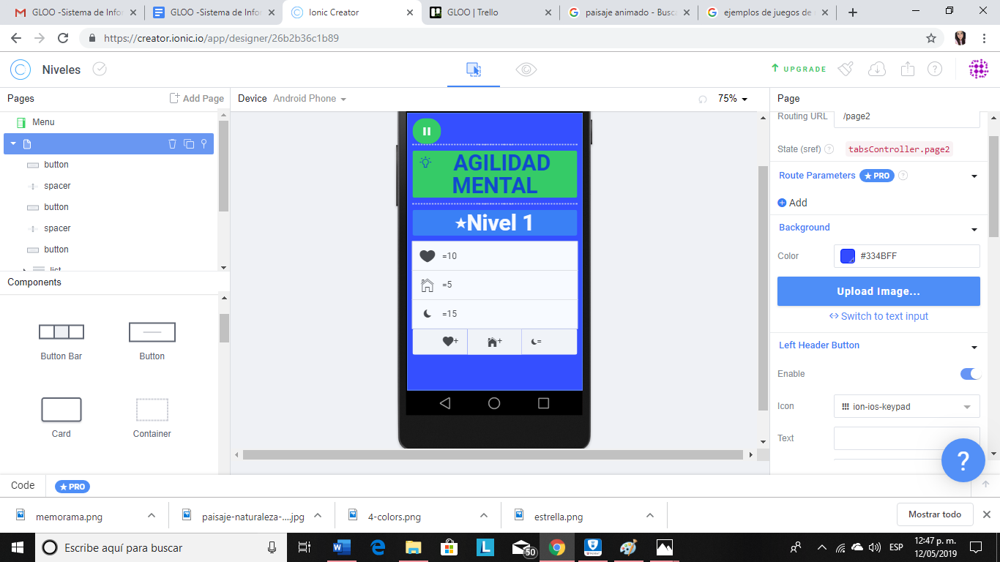 GLOO -Sistema de Infor
GLOO -Sistema de Infor
Ionic Creator
GLOO | Trello
paisaje animado - Busc
ejemplos de juegos de
https://creator.ionic.io/app/designer/26b2b36c1b89
Niveles
UPGRADE
Pages
Add Page
Device Android Phone
75%
Page
Menu
button
spacer
button
spacer
button
list
Components
Button Bar
Button
Card
Container
AGILIDAD
MENTAL
Nivel 1
=10
=5
=15
+
+
=
Routing URL /page2
State (sref) ? tabsController.page2
Route Parameters PRO ?
Add
Background
Color #334BFF
Upload Image...
Switch to text input
Left Header Button
Enable
Icon ion-ios-keypad
Text
?
Code PRO
memorama.png
paisaje-naturaleza-....jpg
4-colors.png
estrella.png
Mostrar todo
Escribe aquí para buscar
50
ESP
12:47 p. m.
12/05/2019